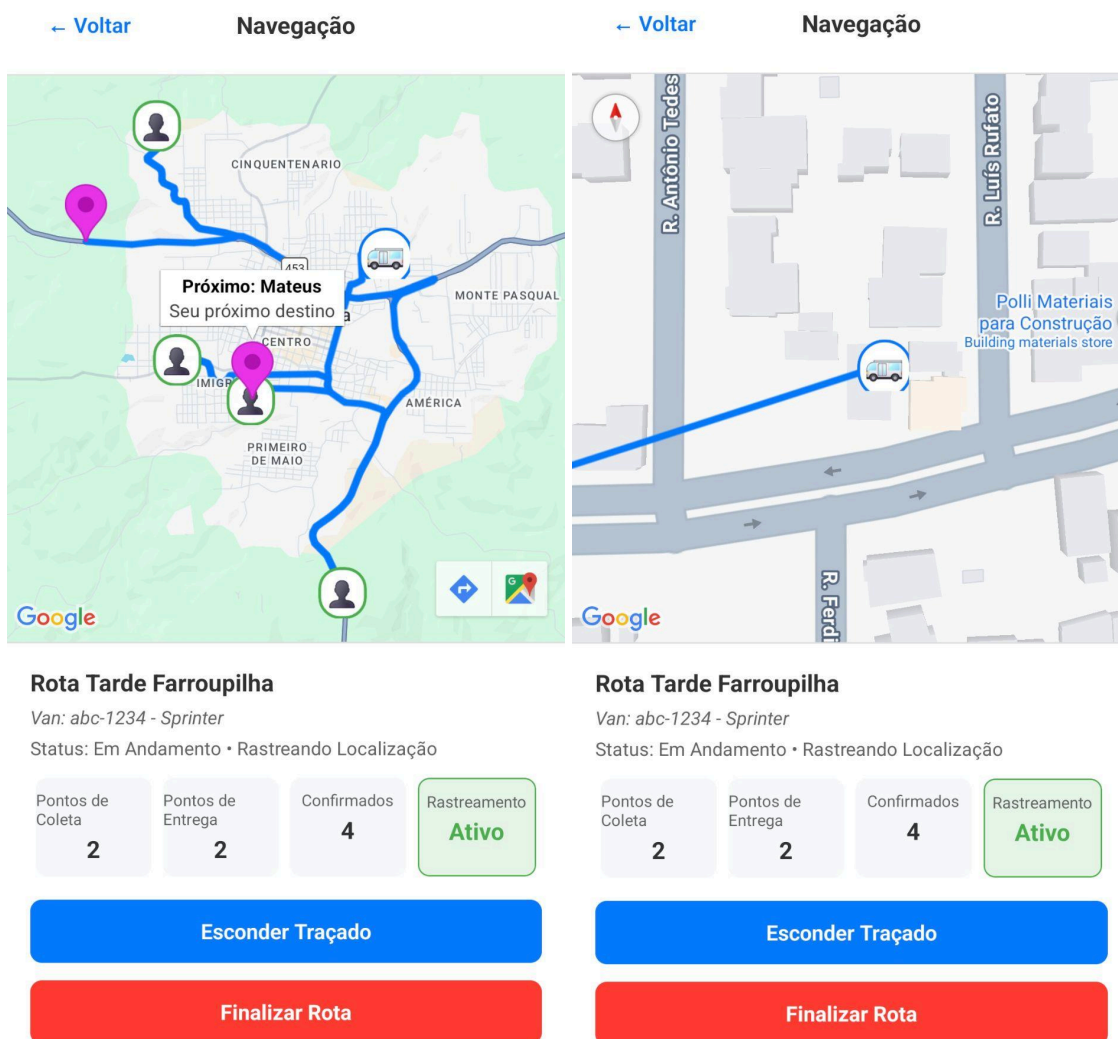 ← Voltar
Navegação
CINQUENTENARIO
453
Próximo: Mateus
Seu próximo destino
MONTE PASQUAL
a
CENTRO
IMIGR
AMÉRICA
PRIMEIRO
DE MAIO
G
Google
Rota Tarde Farroupilha
Van: abc-1234 - Sprinter
Status: Em Andamento • Rastreando Localização
Pontos de
Coleta
2
Pontos de
Entrega
2
Confirmados
4
Rastreamento
Ativo
Esconder Traçado
Finalizar Rota
← Voltar
Navegação
R. Antônio Tedes
R. Luís Rufato
Polli Materiais
para Construção
Building materials store
R. Ferdi
Google
Rota Tarde Farroupilha
Van: abc-1234 - Sprinter
Status: Em Andamento • Rastreando Localização
Pontos de
Coleta
2
Pontos de
Entrega
2
Confirmados
4
Rastreamento
Ativo
Esconder Traçado
Finalizar Rota